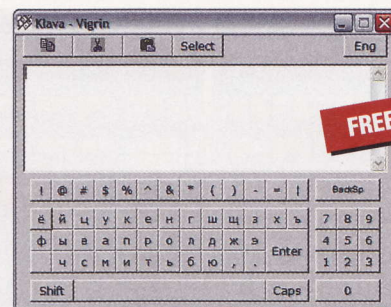 Klava - Vigrin
Select Eng
FREE
! @ # $ % ^ & * ( ) - = | BackSp
ё й ц у к е н г ш щ з х ъ 7 8 9
ф ы в а п р о л д ж э Enter 4 5 6
ч с м и т ь б ю , . 1 2 3
Shift Caps 0